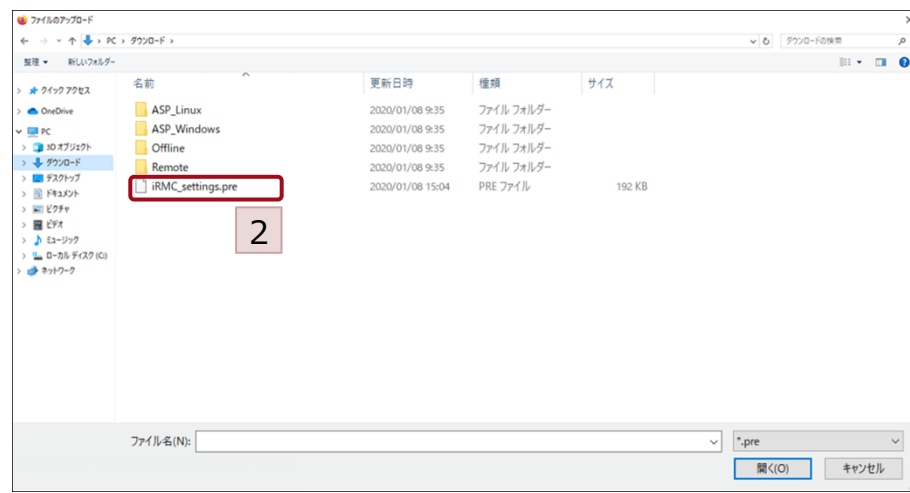 ファイルのアップロード
PC › ダウンロード ›
ダウンロードの検索
整理 ▾ 新しいフォルダー
名前 更新日時 種類 サイズ
クイック アクセス
OneDrive
PC
3D オブジェクト
ダウンロード
デスクトップ
ドキュメント
ピクチャ
ビデオ
ミュージック
ローカル ディスク (C:)
ネットワーク
ASP_Linux 2020/01/08 9:35 ファイル フォルダー
ASP_Windows 2020/01/08 9:35 ファイル フォルダー
Offline 2020/01/08 9:35 ファイル フォルダー
Remote 2020/01/08 9:35 ファイル フォルダー
iRMC_settings.pre 2020/01/08 15:04 PRE ファイル 192 KB
2
ファイル名(N): *.pre
開く(O) キャンセル